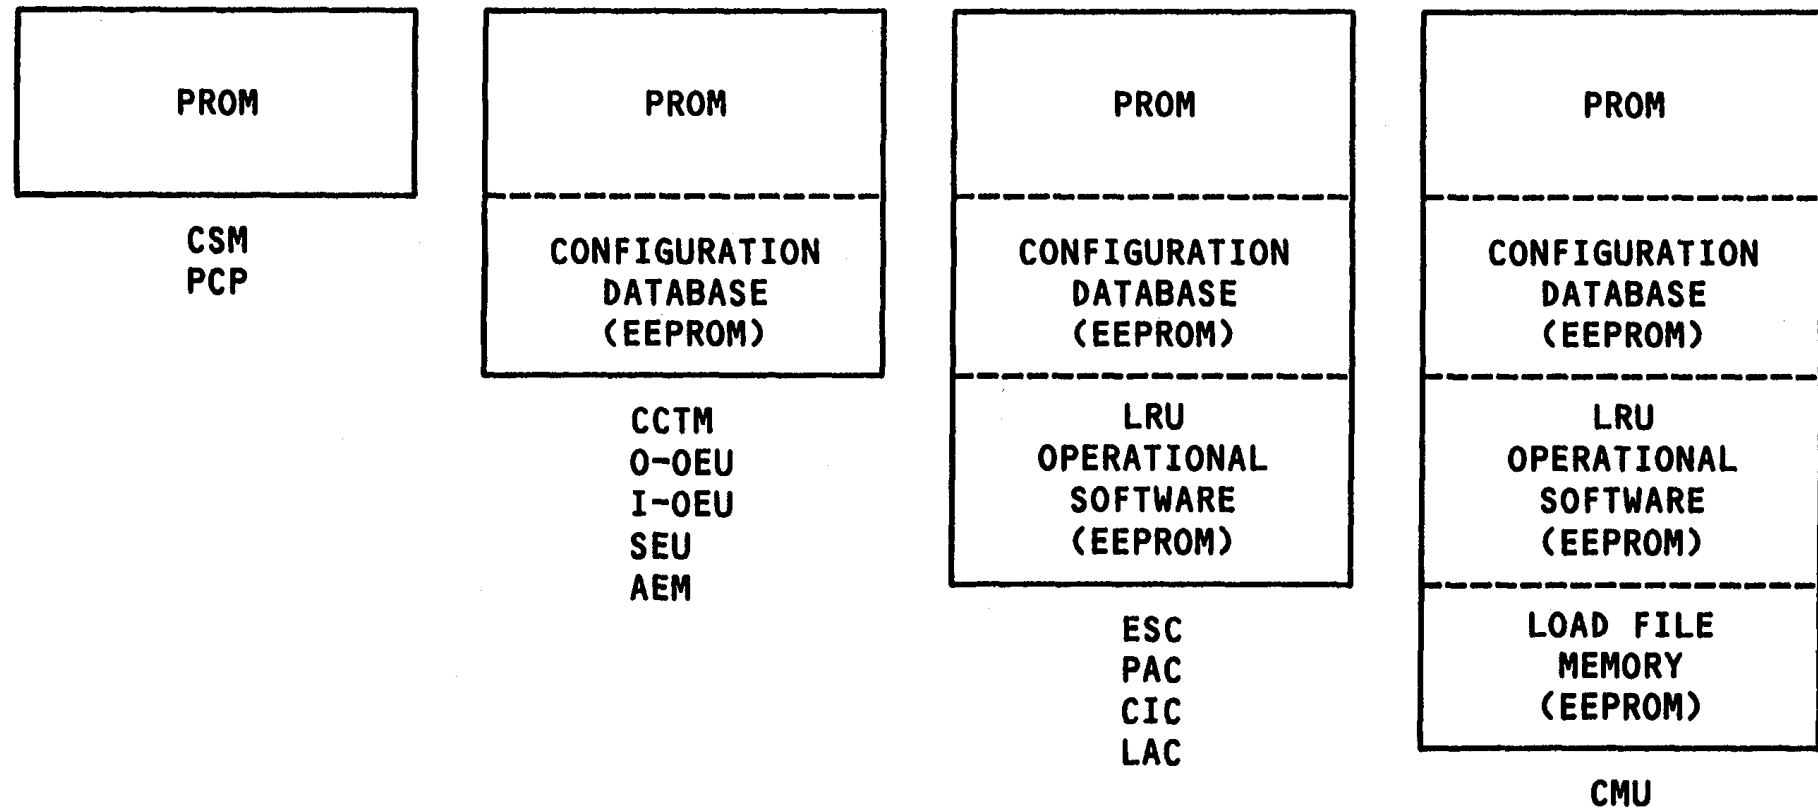 PROM
CSM
PCP
PROM
CONFIGURATION
DATABASE
(EEPROM)
CCTM
O-OEU
I-OEU
SEU
AEM
PROM
CONFIGURATION
DATABASE
(EEPROM)
LRU
OPERATIONAL
SOFTWARE
(EEPROM)
ESC
PAC
CIC
LAC
PROM
CONFIGURATION
DATABASE
(EEPROM)
LRU
OPERATIONAL
SOFTWARE
(EEPROM)
LOAD FILE
MEMORY
(EEPROM)
CMU